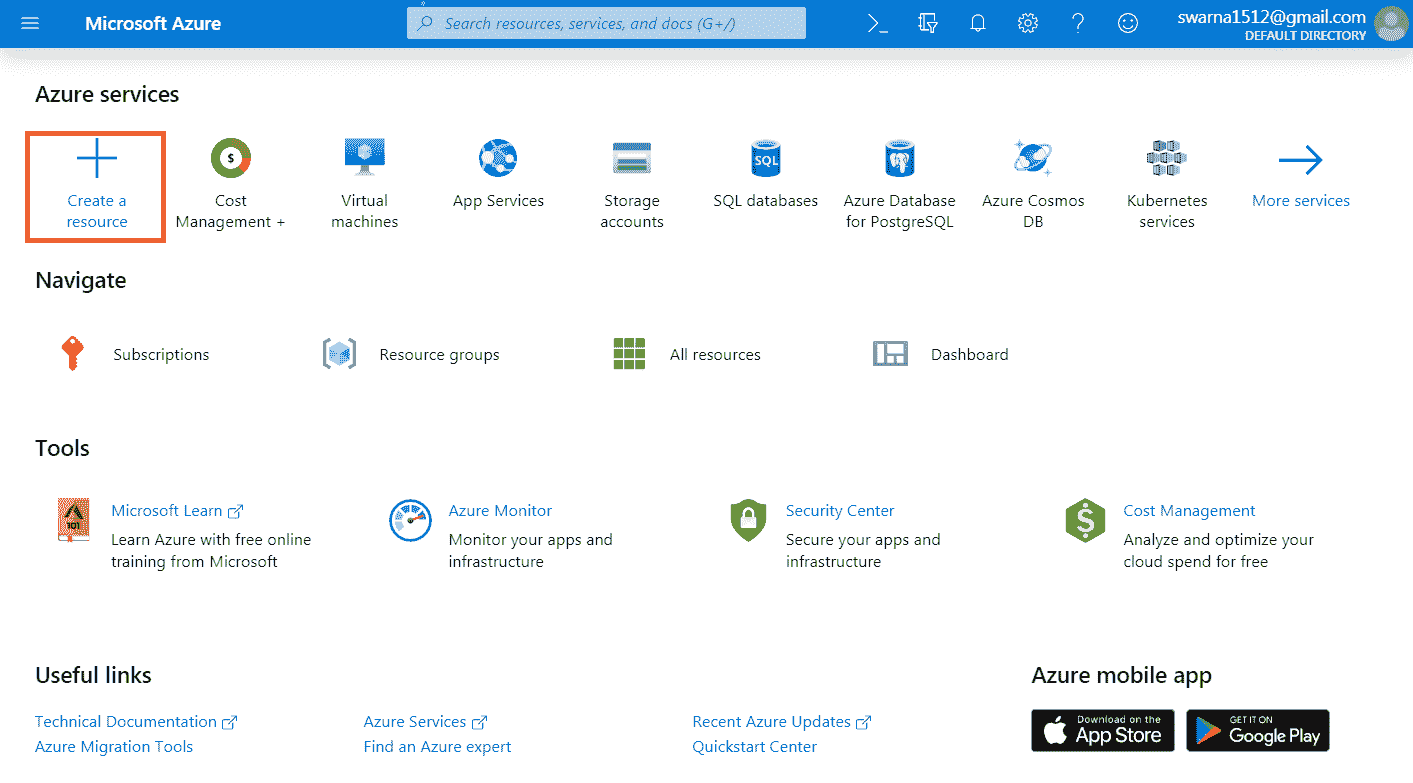 Microsoft Azure
Search resources, services, and docs (G+/)
swarna1512@gmail.com
DEFAULT DIRECTORY
Azure services
Create a
resource
$
Cost
Management +
Virtual
machines
App Services
Storage
accounts
SQL
SQL databases
Azure Database
for PostgreSQL
Azure Cosmos
DB
Kubernetes
services
More services
Navigate
Subscriptions
Resource groups
All resources
Dashboard
Tools
101
Microsoft Learn
Learn Azure with free online
training from Microsoft
Azure Monitor
Monitor your apps and
infrastructure
Security Center
Secure your apps and
infrastructure
$
Cost Management
Analyze and optimize your
cloud spend for free
Useful links
Technical Documentation
Azure Services
Recent Azure Updates
Azure Migration Tools
Find an Azure expert
Quickstart Center
Azure mobile app
Download on the
App Store
GET IT ON
Google Play